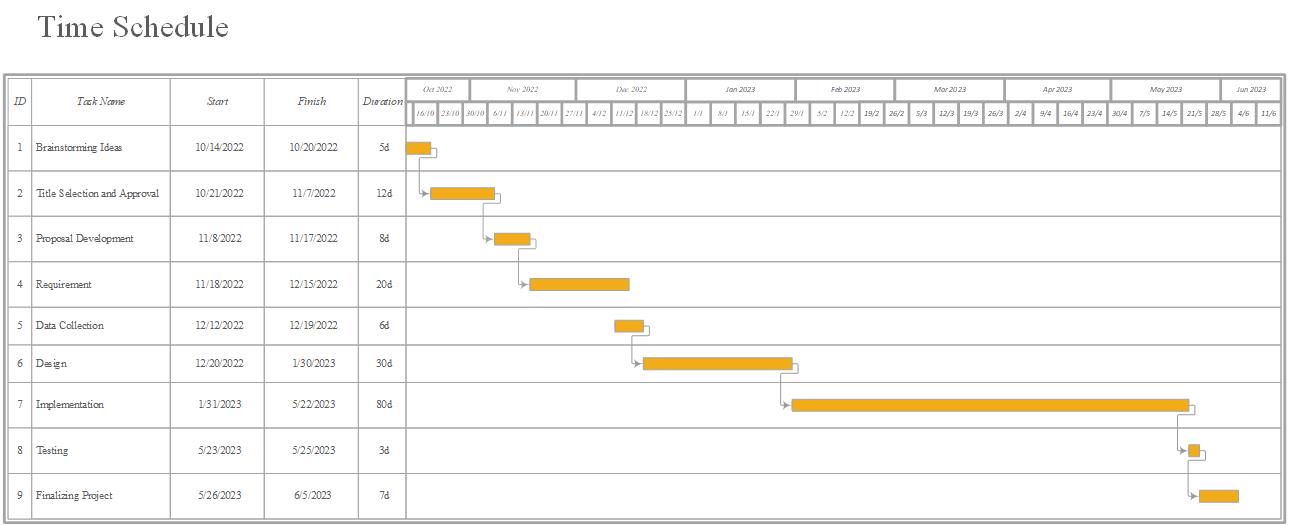 Time Schedule
ID Task Name Start Finish Duration Oct 2022 Nov 2022 Dec 2022 Jan 2023 Feb 2023 Mar 2023 Apr 2023 May 2023 Jun 2023
16/10 23/10 30/10 6/11 13/11 20/11 27/11 4/12 11/12 18/12 25/12 1/1 8/1 15/1 22/1 29/1 5/2 12/2 19/2 26/2 5/3 12/3 19/3 26/3 2/4 9/4 16/4 23/4 30/4 7/5 14/5 21/5 28/5 4/6 11/6
1 Brainstorming Ideas 10/14/2022 10/20/2022 5d
2 Title Selection and Approval 10/21/2022 11/7/2022 12d
3 Proposal Development 11/8/2022 11/17/2022 8d
4 Requirement 11/18/2022 12/15/2022 20d
5 Data Collection 12/12/2022 12/19/2022 6d
6 Design 12/20/2022 1/30/2023 30d
7 Implementation 1/31/2023 5/22/2023 80d
8 Testing 5/23/2023 5/25/2023 3d
9 Finalizing Project 5/26/2023 6/5/2023 7d